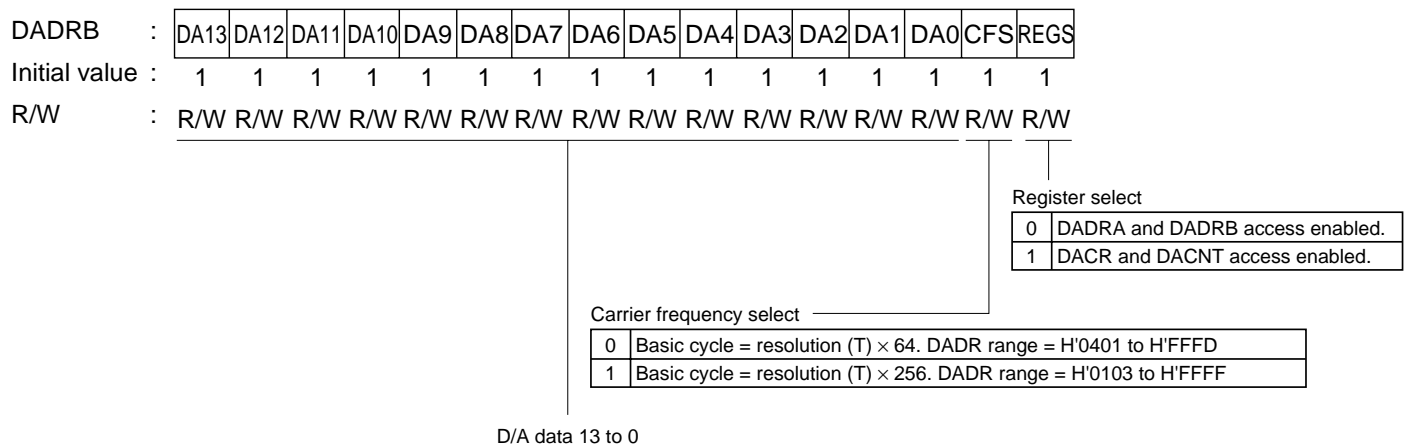 DADRB : DA13 DA12 DA11 DA10 DA9 DA8 DA7 DA6 DA5 DA4 DA3 DA2 DA1 DA0 CFS REGS
Initial value : 1 1 1 1 1 1 1 1 1 1 1 1 1 1 1 1
R/W : R/W R/W R/W R/W R/W R/W R/W R/W R/W R/W R/W R/W R/W R/W R/W R/W
Register select
0 DADRA and DADRB access enabled.
1 DACR and DACNT access enabled.
Carrier frequency select
0 Basic cycle = resolution (T) × 64. DADR range = H'0401 to H'FFFD
1 Basic cycle = resolution (T) × 256. DADR range = H'0103 to H'FFFF
D/A data 13 to 0